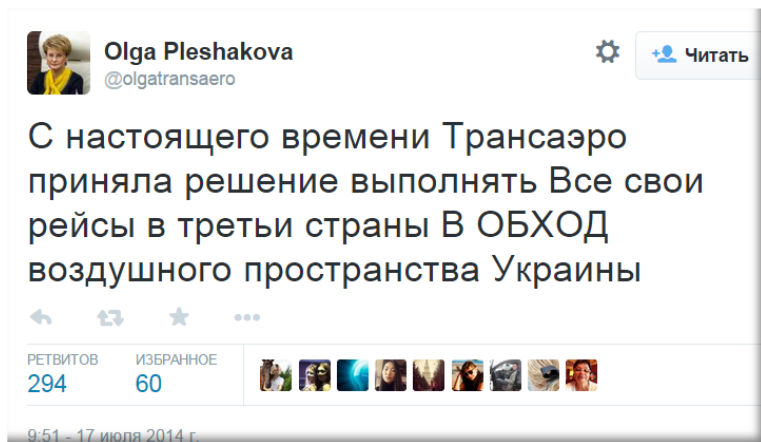 Olga Pleshakova
@olgatransaero
Читать
С настоящего времени Трансаэро
приняла решение выполнять Все свои
рейсы в третьи страны В ОБХОД
воздушного пространства Украины
РЕТВИТОВ ИЗБРАННОЕ
294 60
9:51 - 17 июля 2014 г.